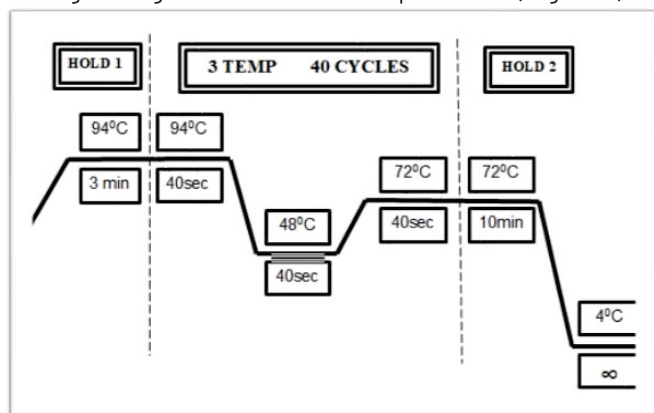 HOLD 1
3 TEMP 40 CYCLES
HOLD 2
94⁰C
94⁰C
72⁰C
72⁰C
3 min
40sec
40sec
10min
48⁰C
40sec
4⁰C
∞